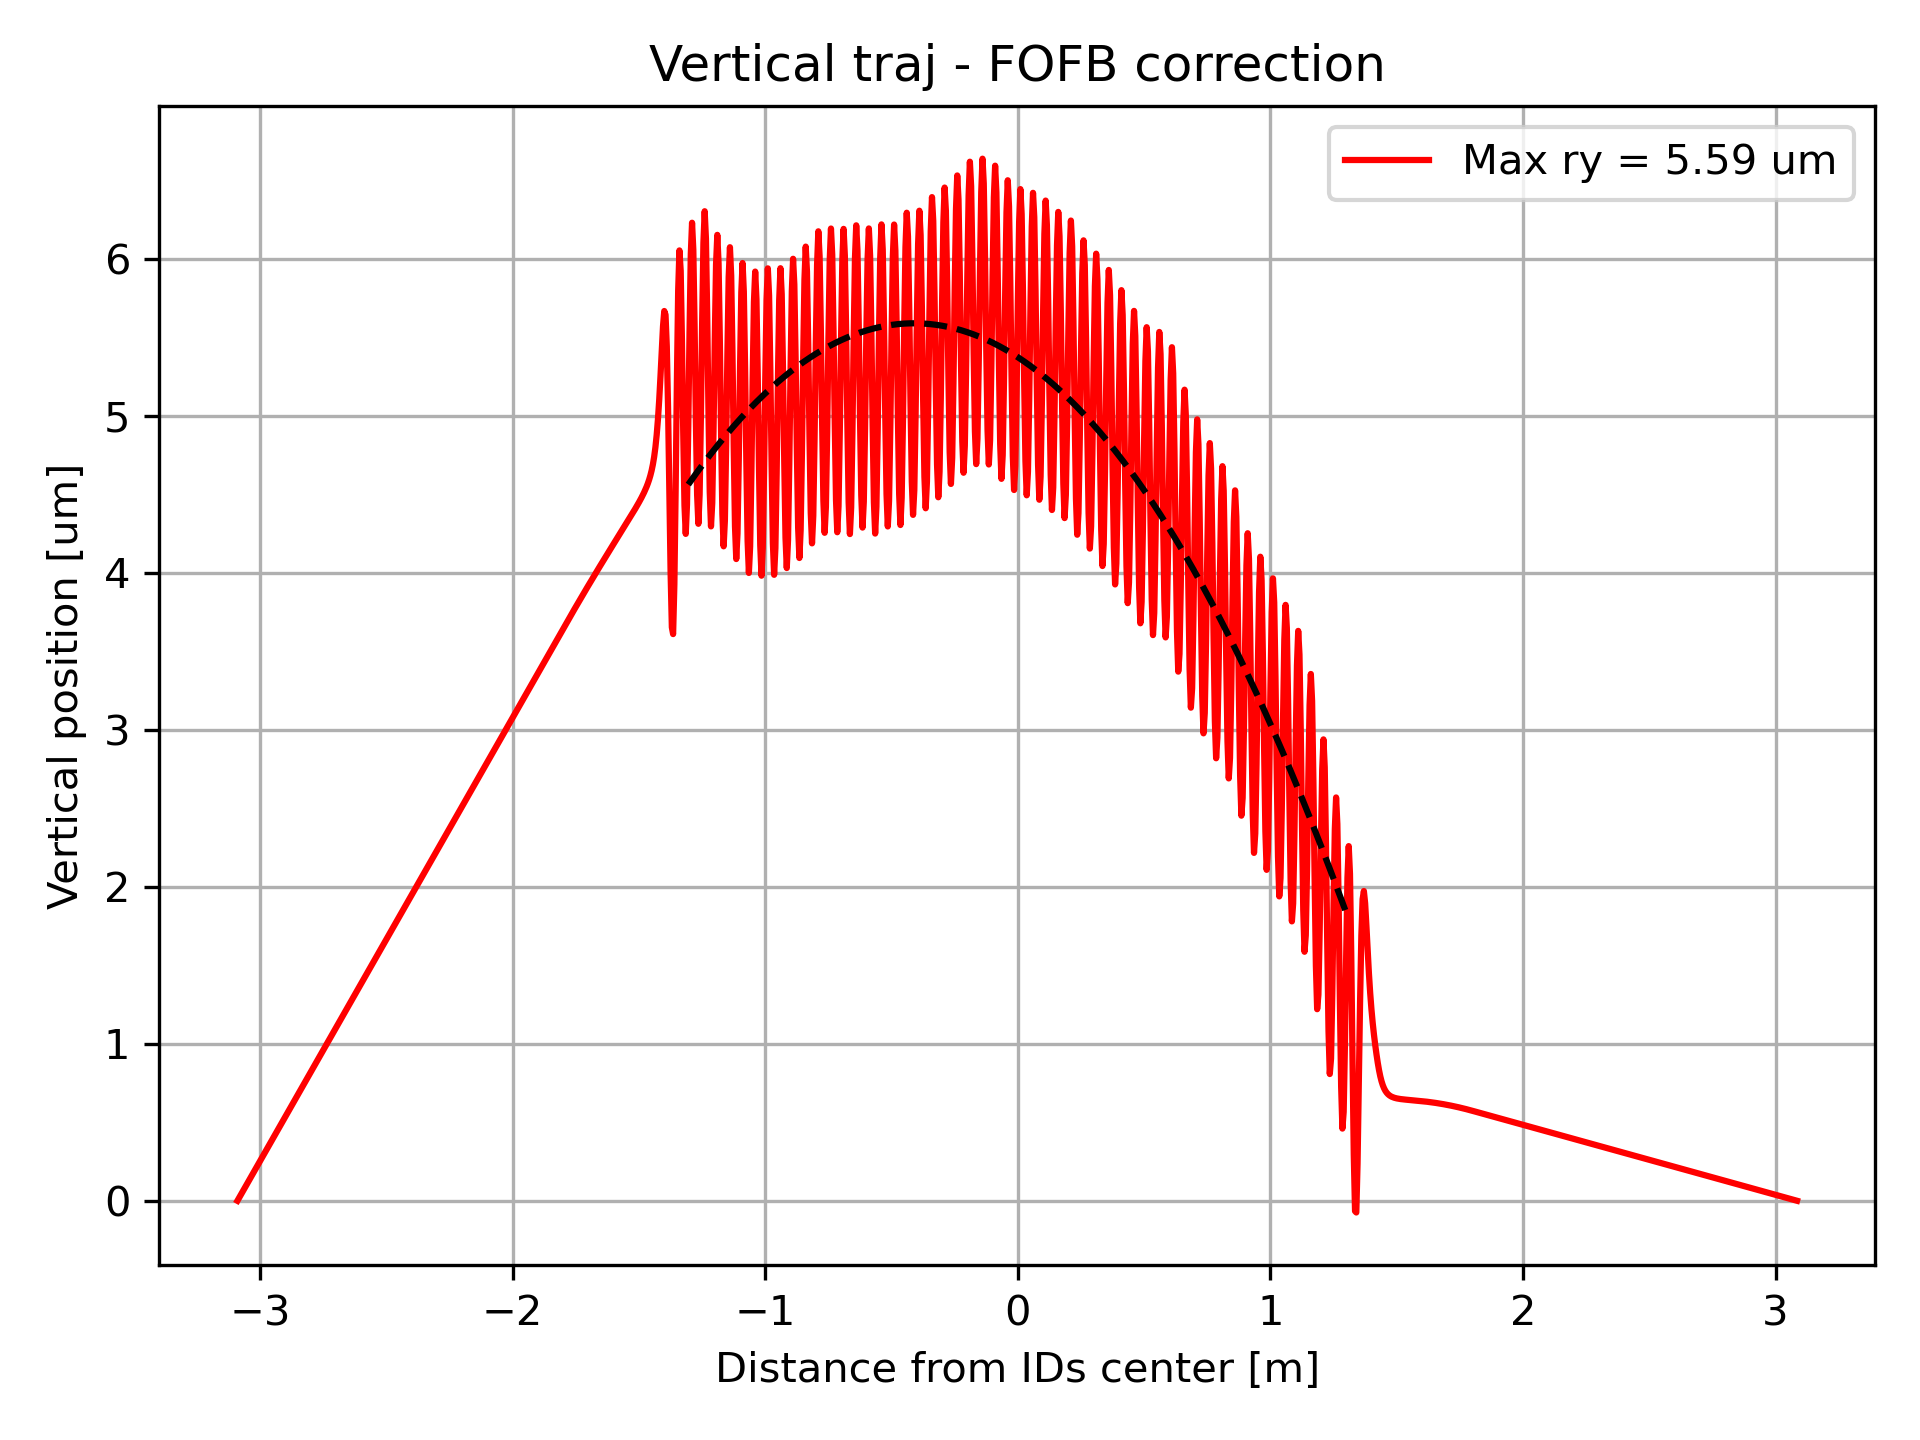 Vertical traj - FOFB correction
Max ry = 5.59 um
Vertical position [um]
6
5
4
3
2
1
0
−3 −2 −1 0 1 2 3
Distance from IDs center [m]